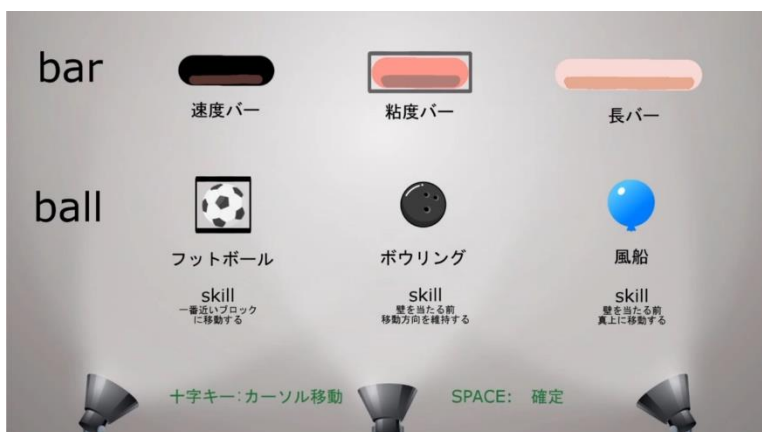 bar
速度バー
粘度バー
長バー
ball
フットボール
ボウリング
風船
skill
一番近いブロック
に移動する
skill
壁を当たる前
移動方向を維持する
skill
壁を当たる前
真上に移動する
十字キー:カーソル移動
SPACE: 確定